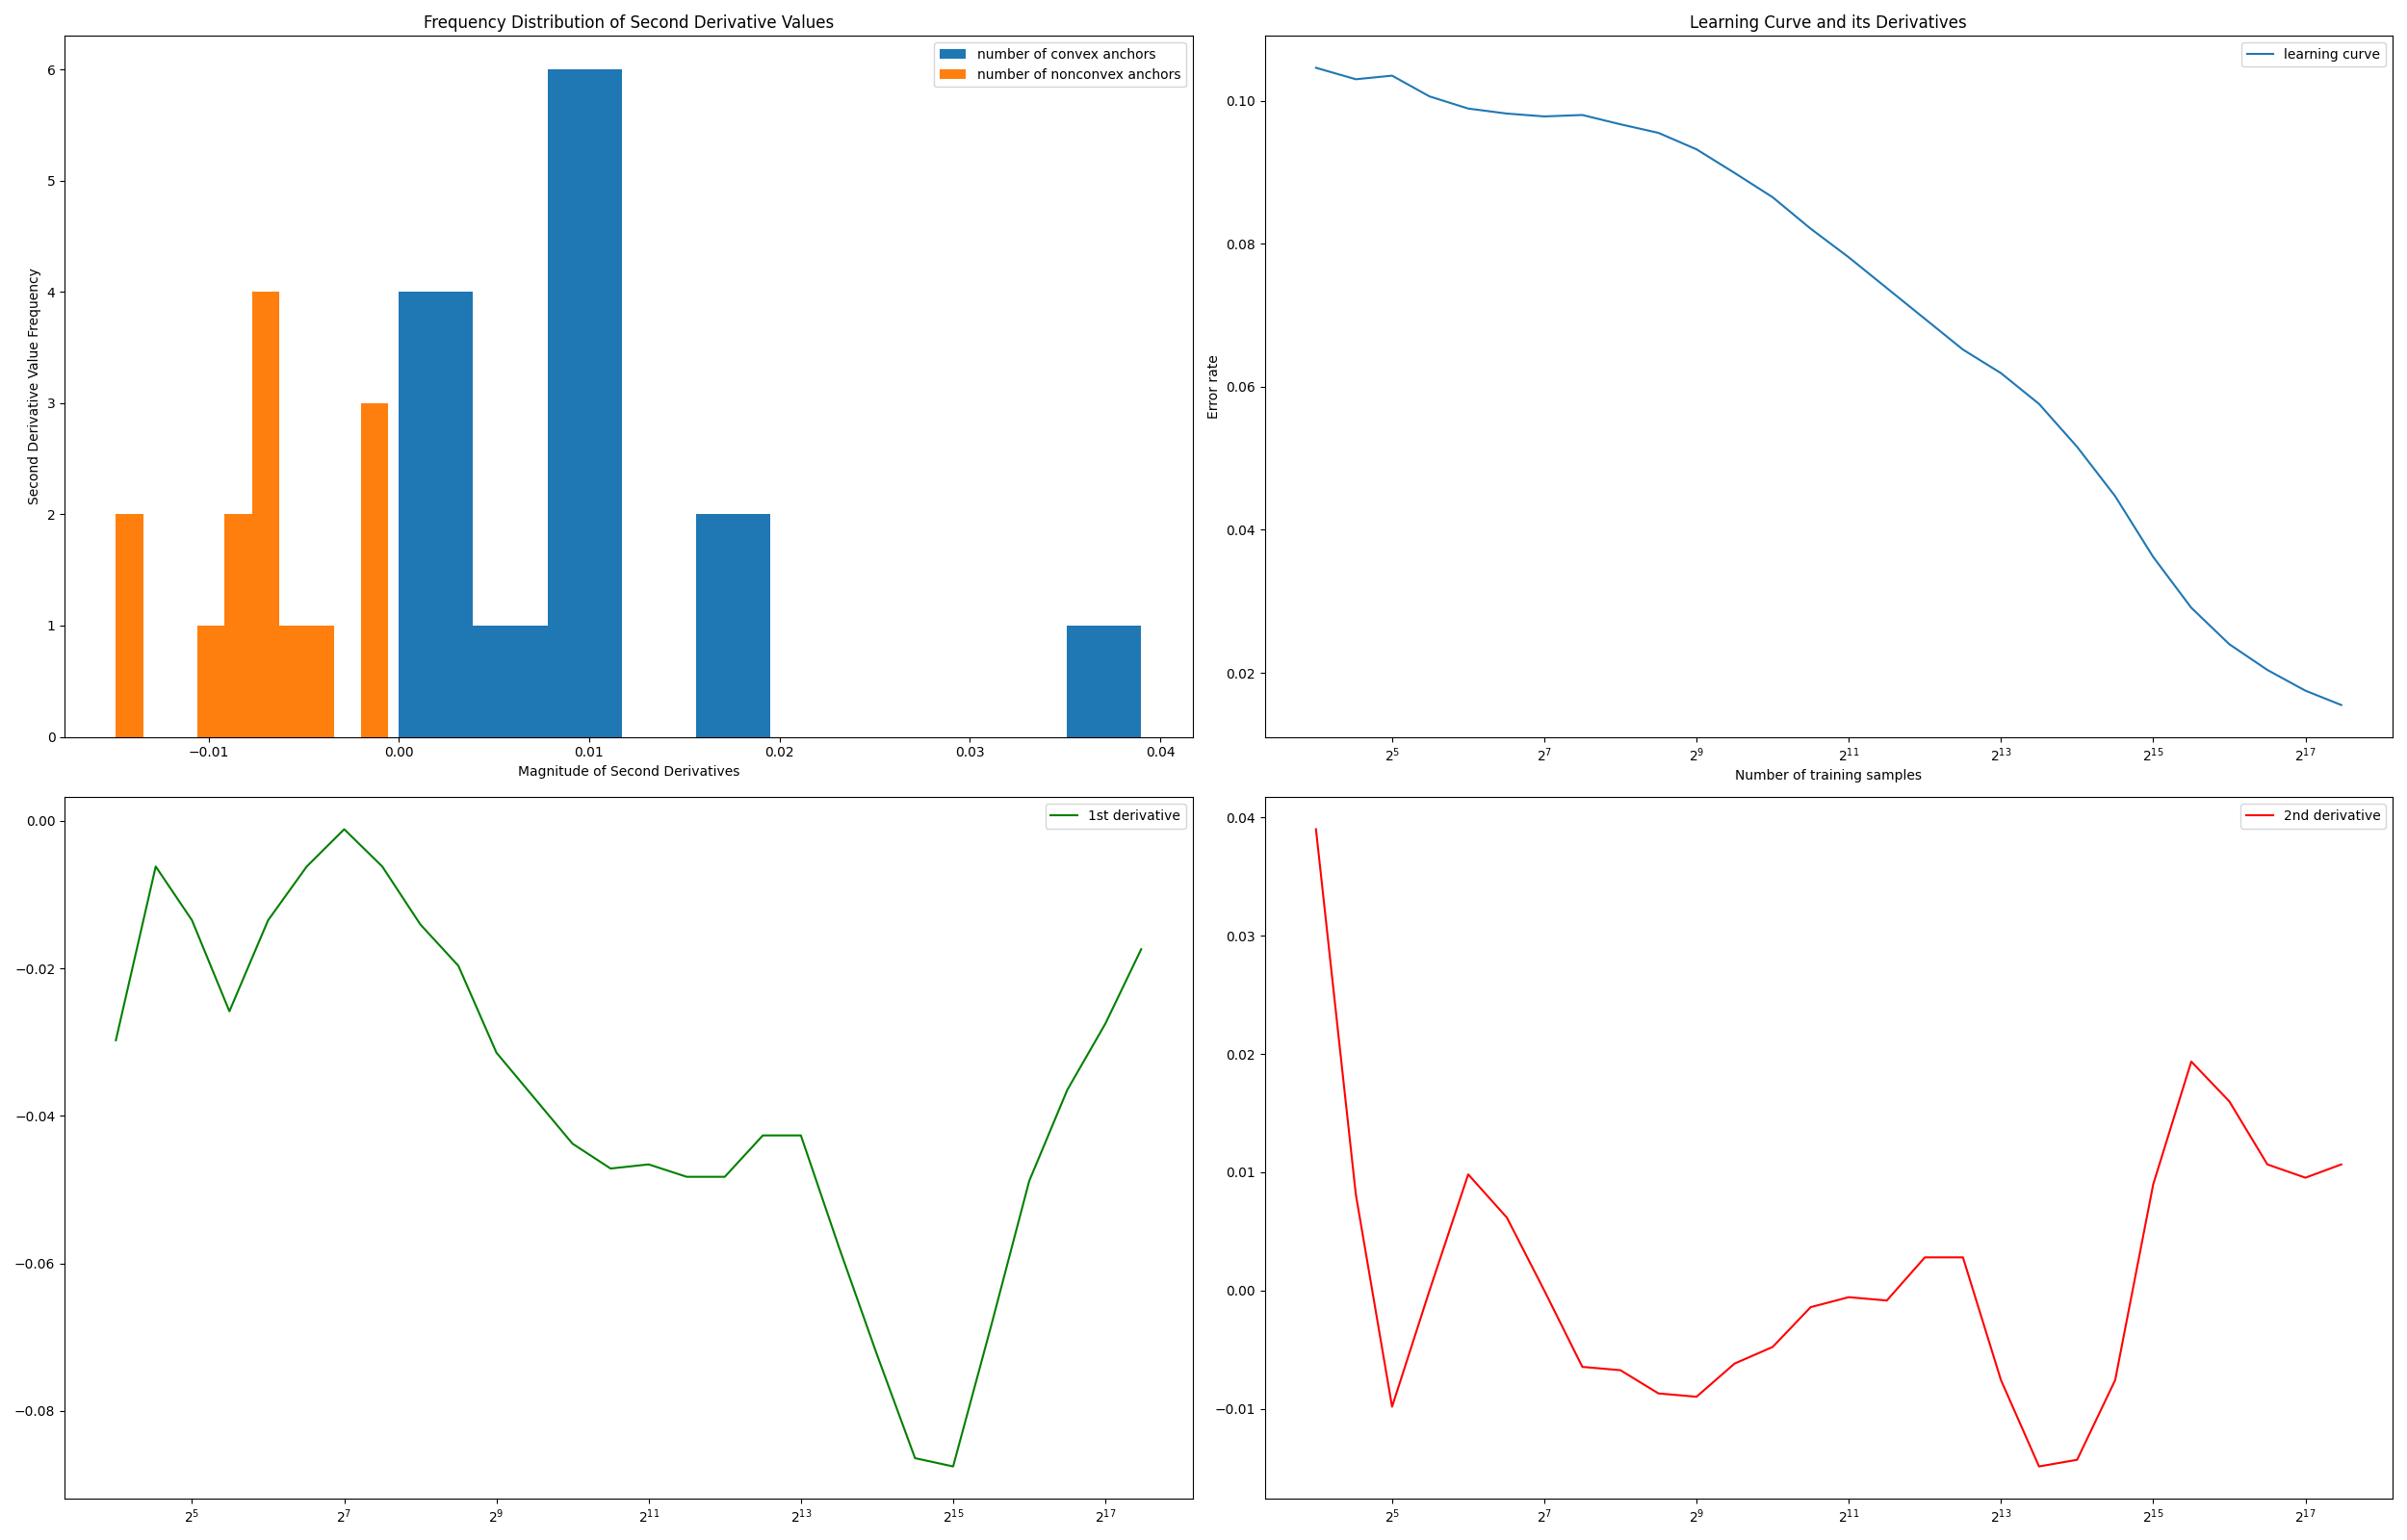 Frequency Distribution of Second Derivative Values
number of convex anchors
number of nonconvex anchors
Second Derivative Value Frequency
6
5
4
3
2
1
0
−0.01 0.00 0.01 0.02 0.03 0.04
Magnitude of Second Derivatives
Learning Curve and its Derivatives
learning curve
Error rate
0.10
0.08
0.06
0.04
0.02
2^5 2^7 2^9 2^11 2^13 2^15 2^17
Number of training samples
1st derivative
0.00
−0.02
−0.04
−0.06
−0.08
2^5 2^7 2^9 2^11 2^13 2^15 2^17
2nd derivative
0.04
0.03
0.02
0.01
0.00
−0.01
2^5 2^7 2^9 2^11 2^13 2^15 2^17